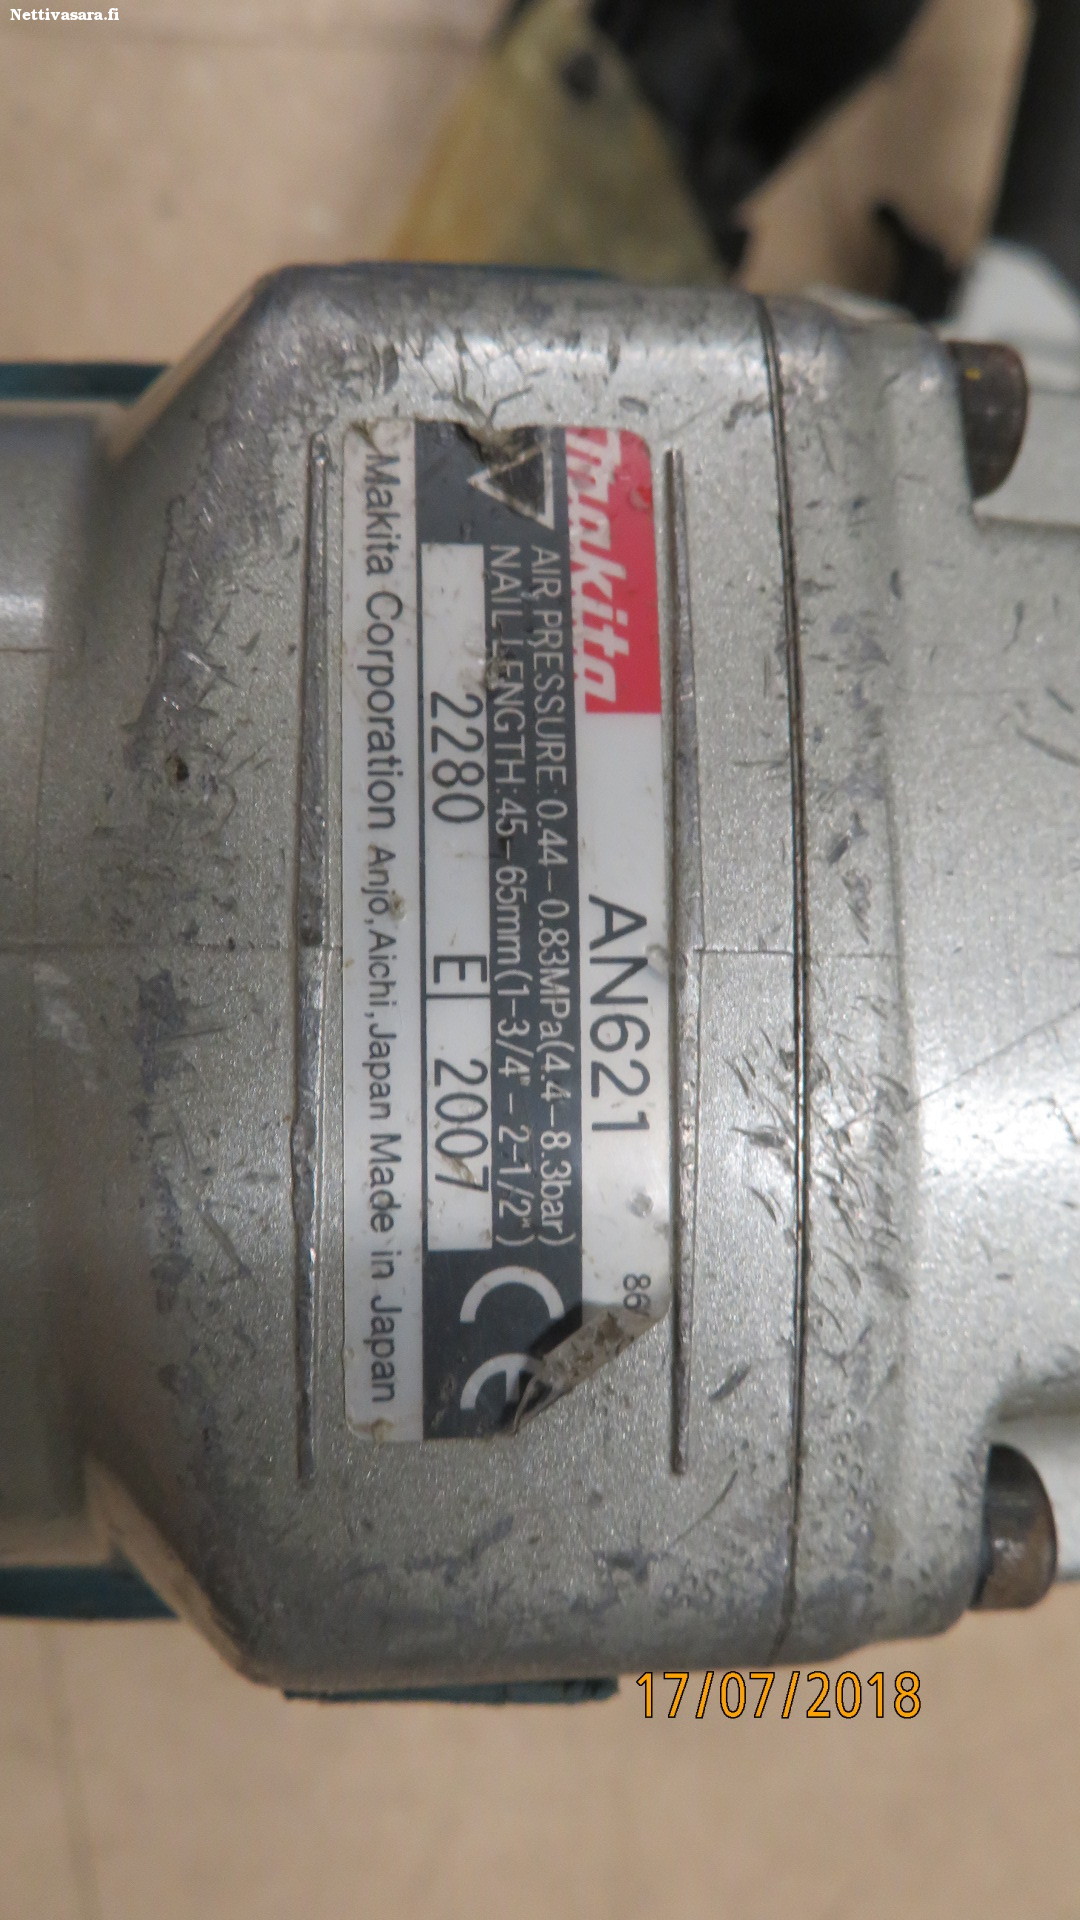 Nettivasara.fi
makita AN621 86
AIR PRESSURE:0.44–0.83MPa(4.4–8.3bar)
NAIL LENGTH:45–65mm(1-3/4"–2-1/2")
2280 E 2007 CE
Makita Corporation Anjo,Aichi,Japan Made in Japan
17/07/2018